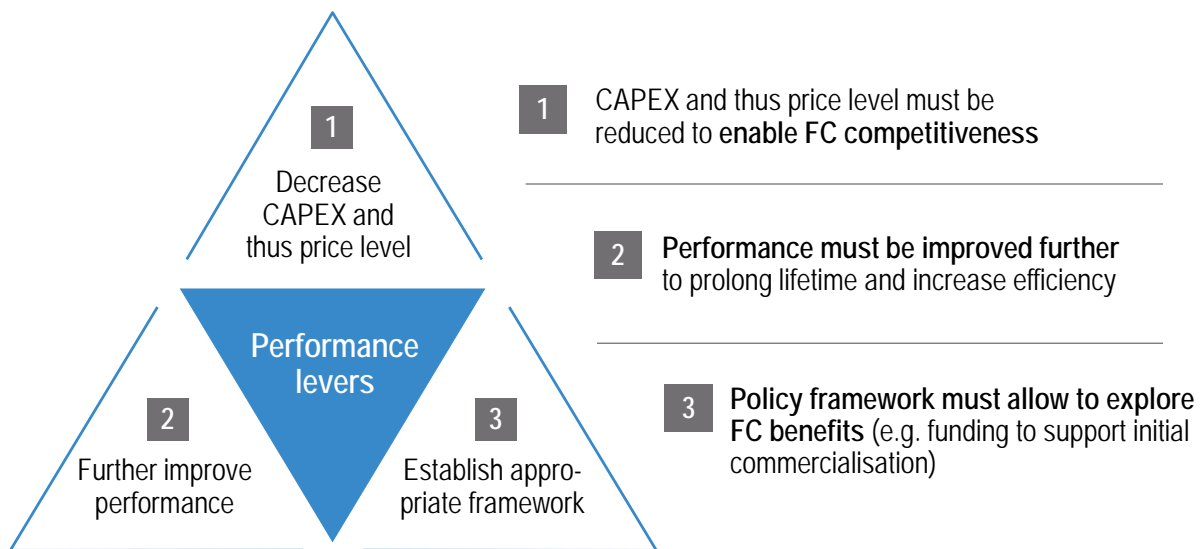 1
Decrease
CAPEX and
thus price level
Performance
levers
2
Further improve
performance
3
Establish appro-
priate framework
1
CAPEX and thus price level must be
reduced to enable FC competitiveness
2
Performance must be improved further
to prolong lifetime and increase efficiency
3
Policy framework must allow to explore
FC benefits (e.g. funding to support initial
commercialisation)